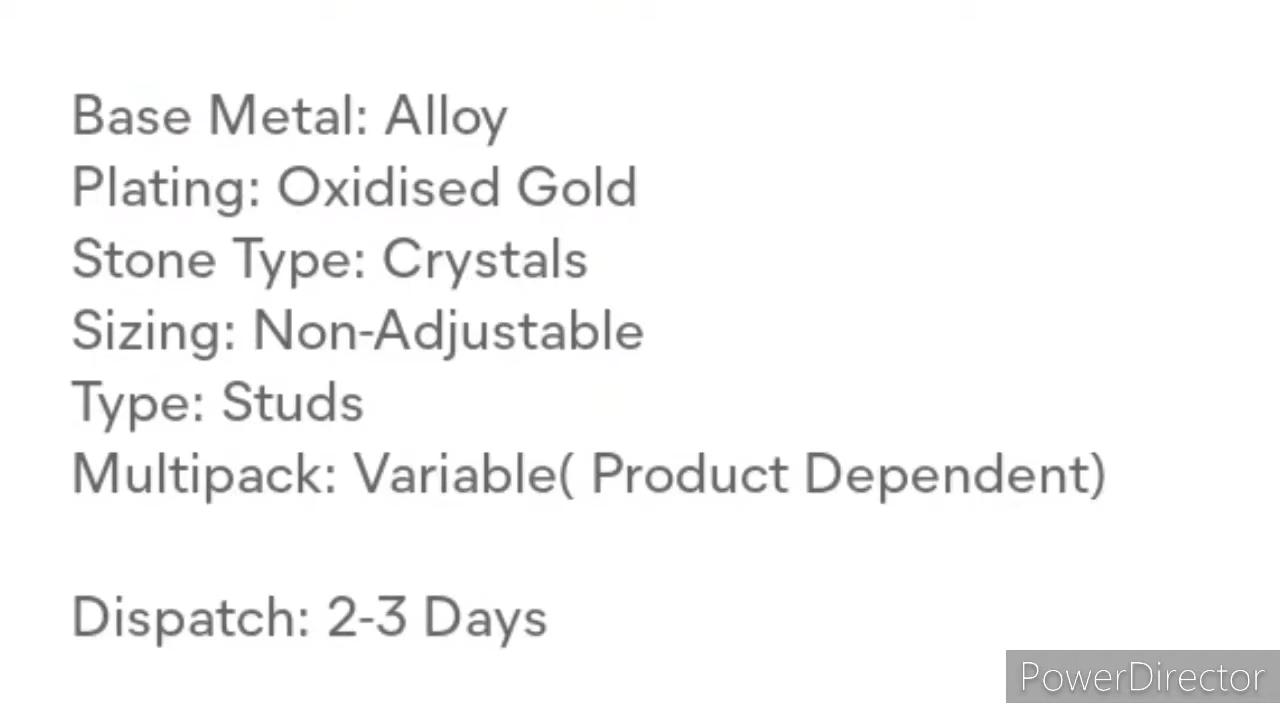 Base Metal: Alloy
Plating: Oxidised Gold
Stone Type: Crystals
Sizing: Non-Adjustable
Type: Studs
Multipack: Variable( Product Dependent)
Dispatch: 2-3 Days
PowerDirector